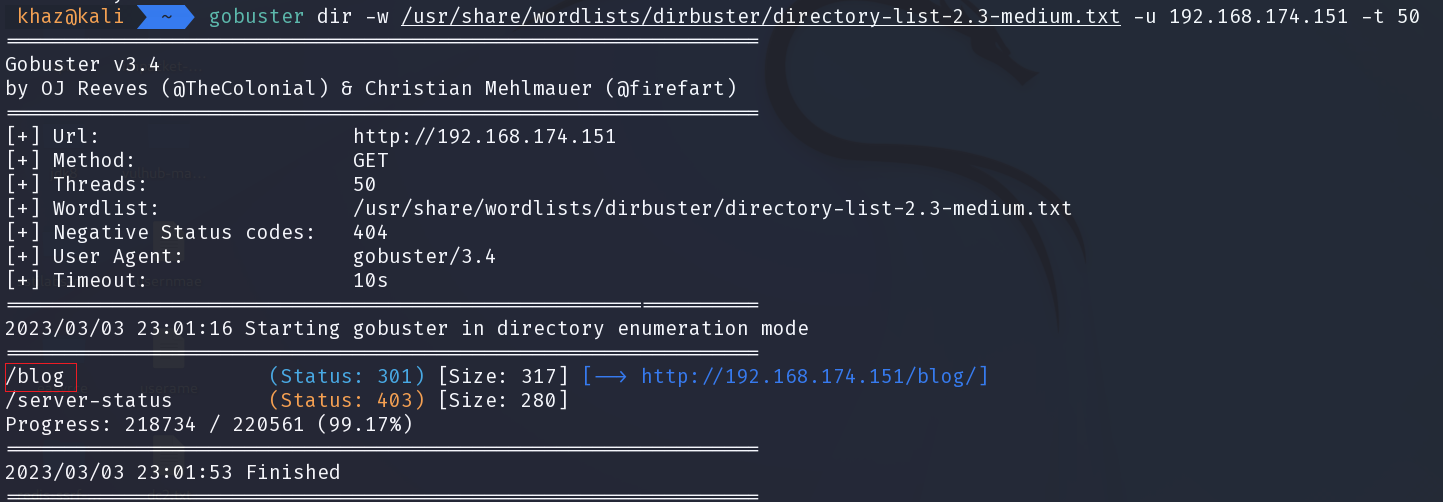 khaz@kali ~ gobuster dir -w /usr/share/wordlists/dirbuster/directory-list-2.3-medium.txt -u 192.168.174.151 -t 50
===============================================================
Gobuster v3.4
by OJ Reeves (@TheColonial) & Christian Mehlmauer (@firefart)
===============================================================
[+] Url:                     http://192.168.174.151
[+] Method:                  GET
[+] Threads:                 50
[+] Wordlist:                /usr/share/wordlists/dirbuster/directory-list-2.3-medium.txt
[+] Negative Status codes:   404
[+] User Agent:              gobuster/3.4
[+] Timeout:                 10s
===============================================================
2023/03/03 23:01:16 Starting gobuster in directory enumeration mode
===============================================================
/blog                 (Status: 301) [Size: 317] [--> http://192.168.174.151/blog/]
/server-status        (Status: 403) [Size: 280]
Progress: 218734 / 220561 (99.17%)
===============================================================
2023/03/03 23:01:53 Finished
===============================================================